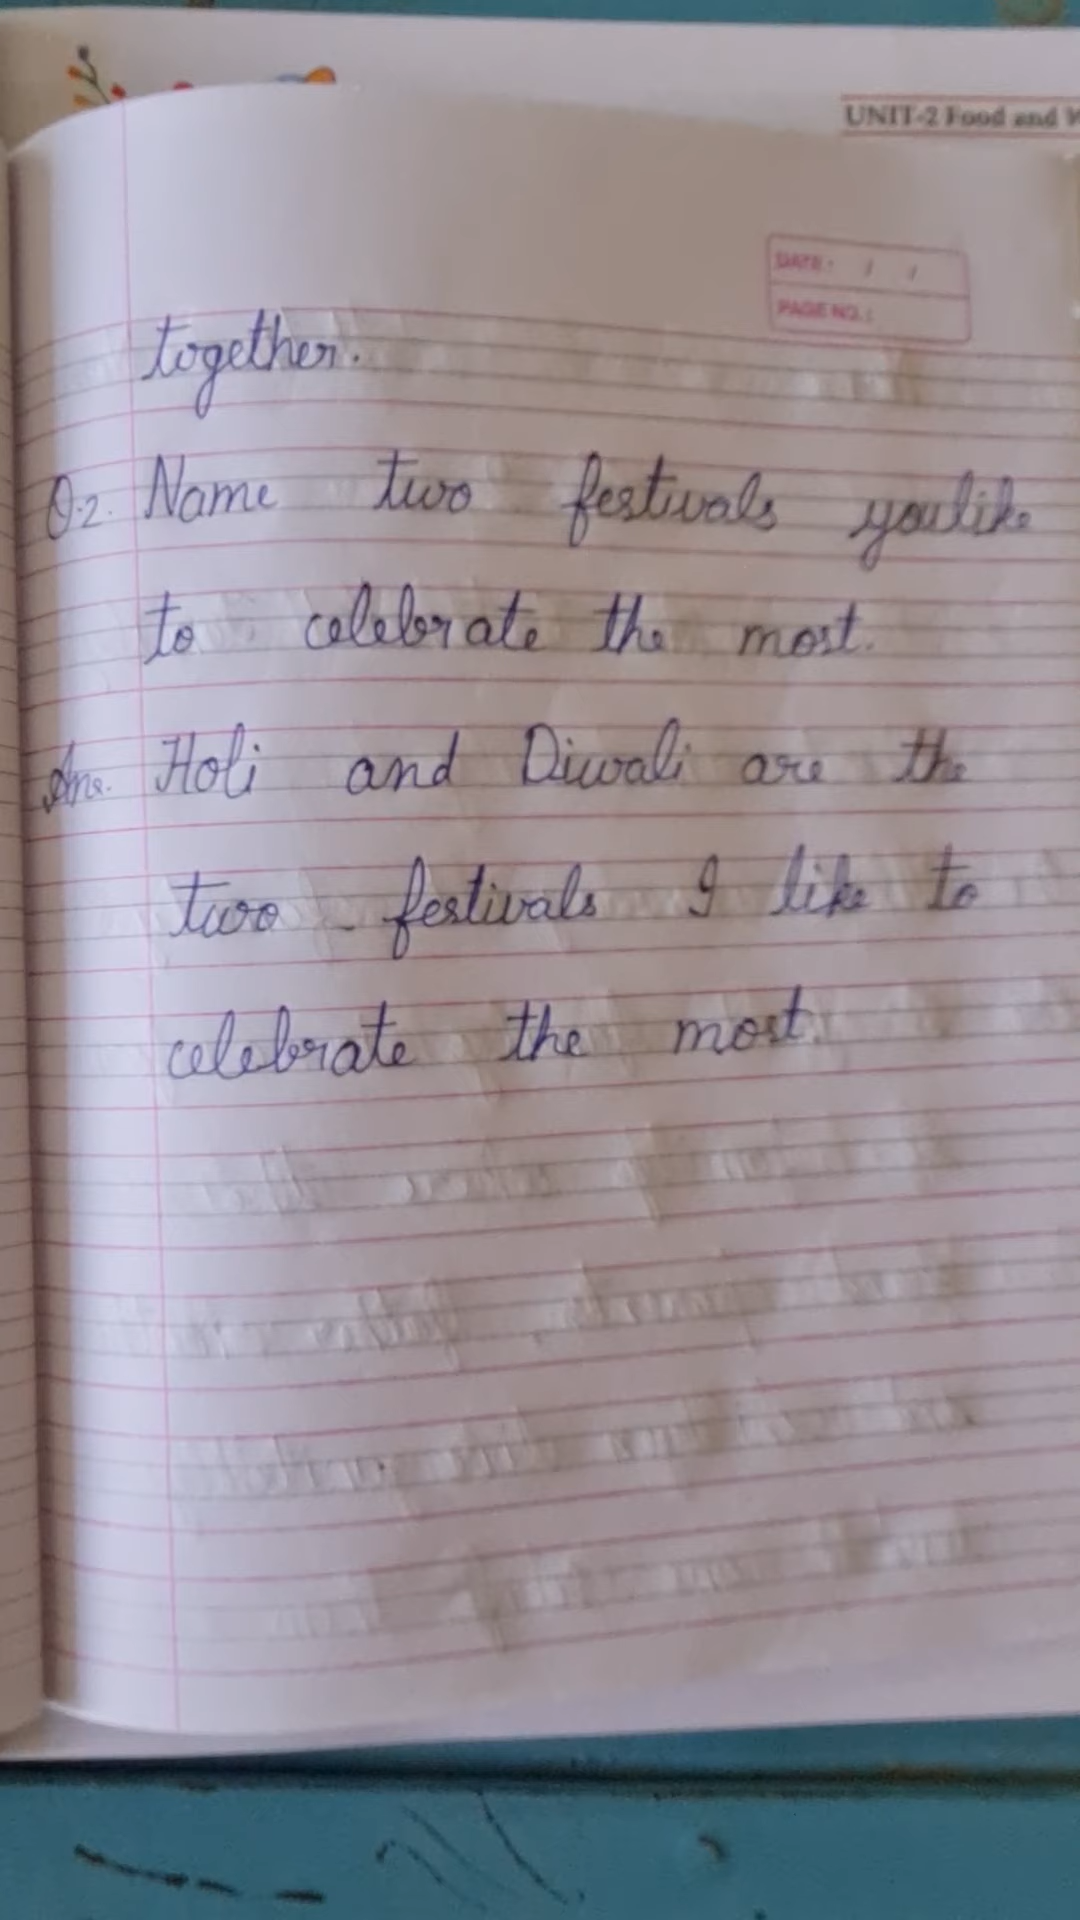 UNIT-2 Food and
DATE: / /
PAGE NO.:
together.
Q.2. Name two festivals youlike
to celebrate the most.
Ans. Holi and Diwali are the
two festivals I like to
celebrate the most.